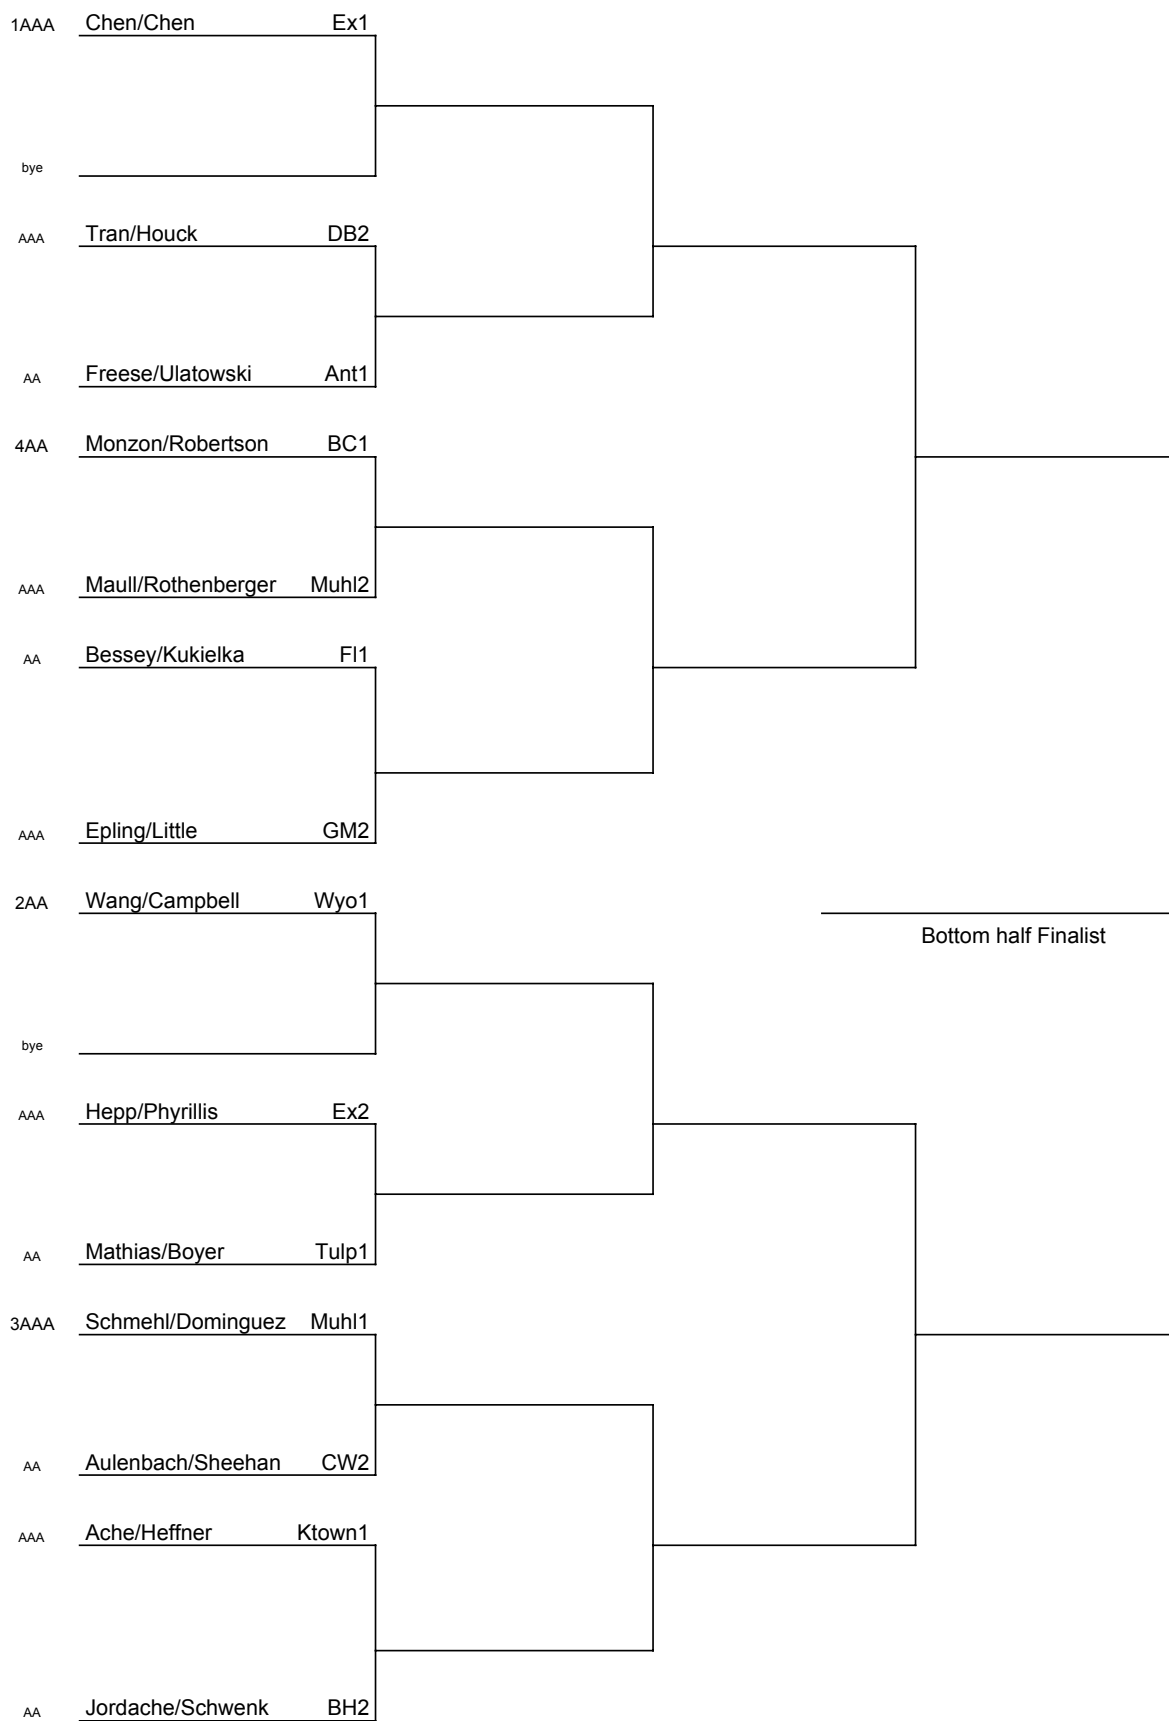 1AAA Chen/Chen Ex1
bye
AAA Tran/Houck DB2
AA Freese/Ulatowski Ant1
4AA Monzon/Robertson BC1
AAA Maull/Rothenberger Muhl2
AA Bessey/Kukielka Fl1
AAA Epling/Little GM2
2AA Wang/Campbell Wyo1
Bottom half Finalist
bye
AAA Hepp/Phyrillis Ex2
AA Mathias/Boyer Tulp1
3AAA Schmehl/Dominguez Muhl1
AA Aulenbach/Sheehan CW2
AAA Ache/Heffner Ktown1
AA Jordache/Schwenk BH2